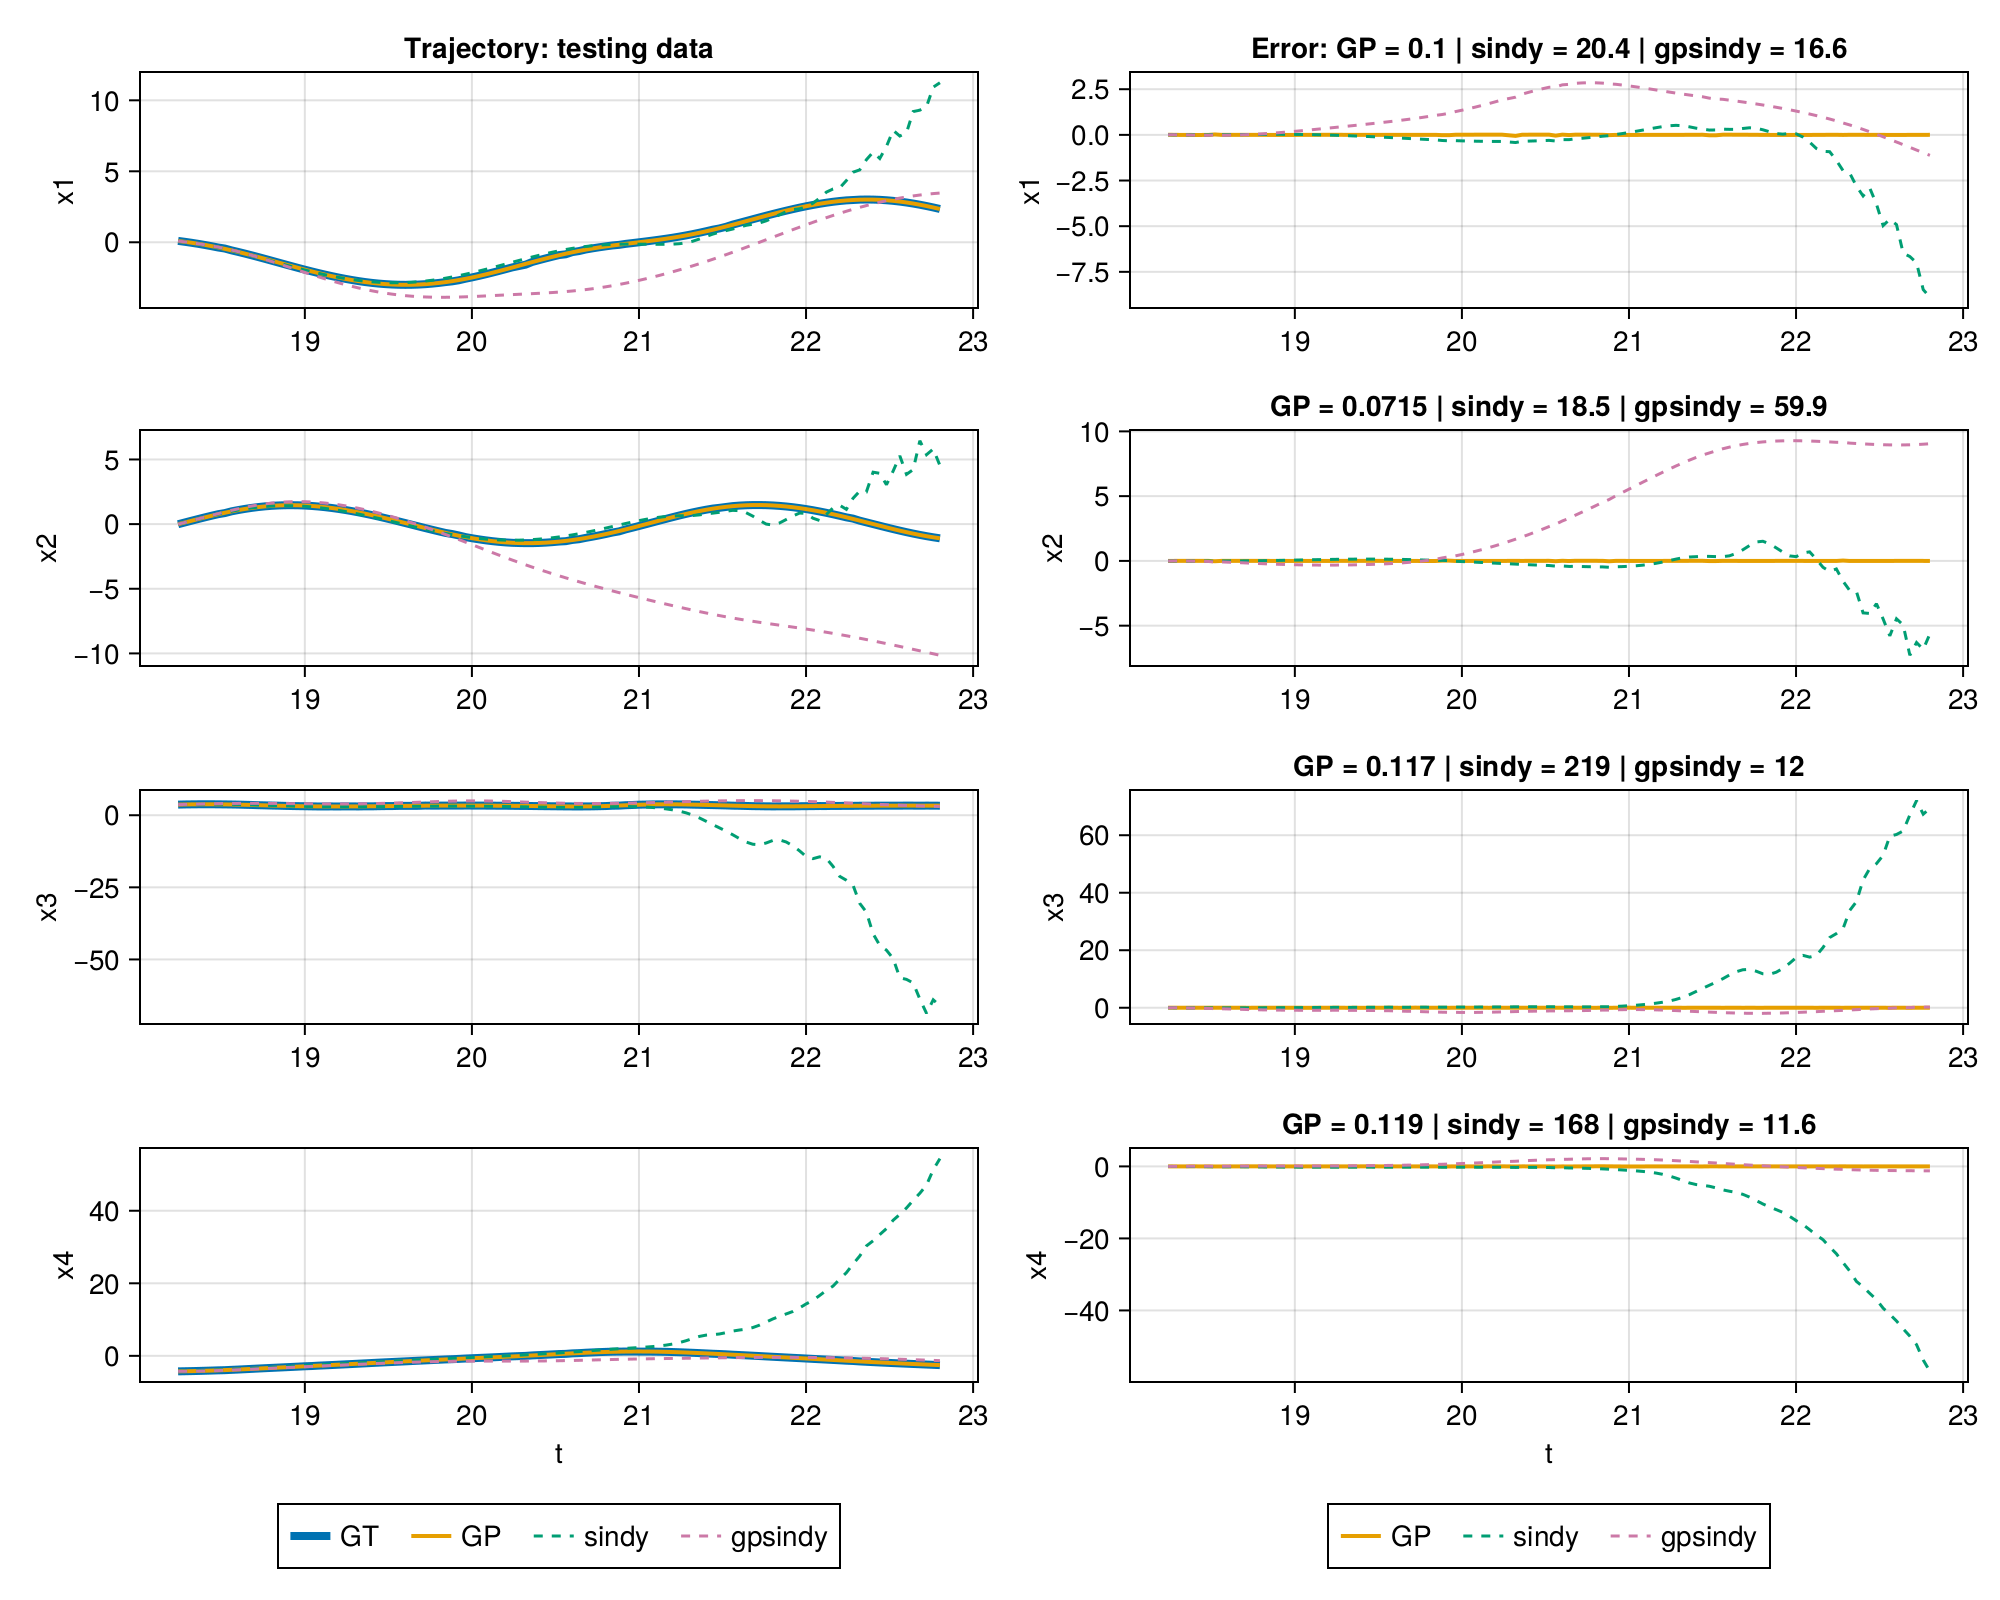 Trajectory: testing data
x1
10
5
0
19 20 21 22 23
Error: GP = 0.1 | sindy = 20.4 | gpsindy = 16.6
x1
2.5
0.0
−2.5
−5.0
−7.5
19 20 21 22 23
x2
5
0
−5
−10
19 20 21 22 23
GP = 0.0715 | sindy = 18.5 | gpsindy = 59.9
x2
10
5
0
−5
19 20 21 22 23
x3
0
−25
−50
19 20 21 22 23
GP = 0.117 | sindy = 219 | gpsindy = 12
x3
60
40
20
0
19 20 21 22 23
x4
40
20
0
19 20 21 22 23
t
GP = 0.119 | sindy = 168 | gpsindy = 11.6
x4
0
−20
−40
19 20 21 22 23
t
GT GP sindy gpsindy
GP sindy gpsindy